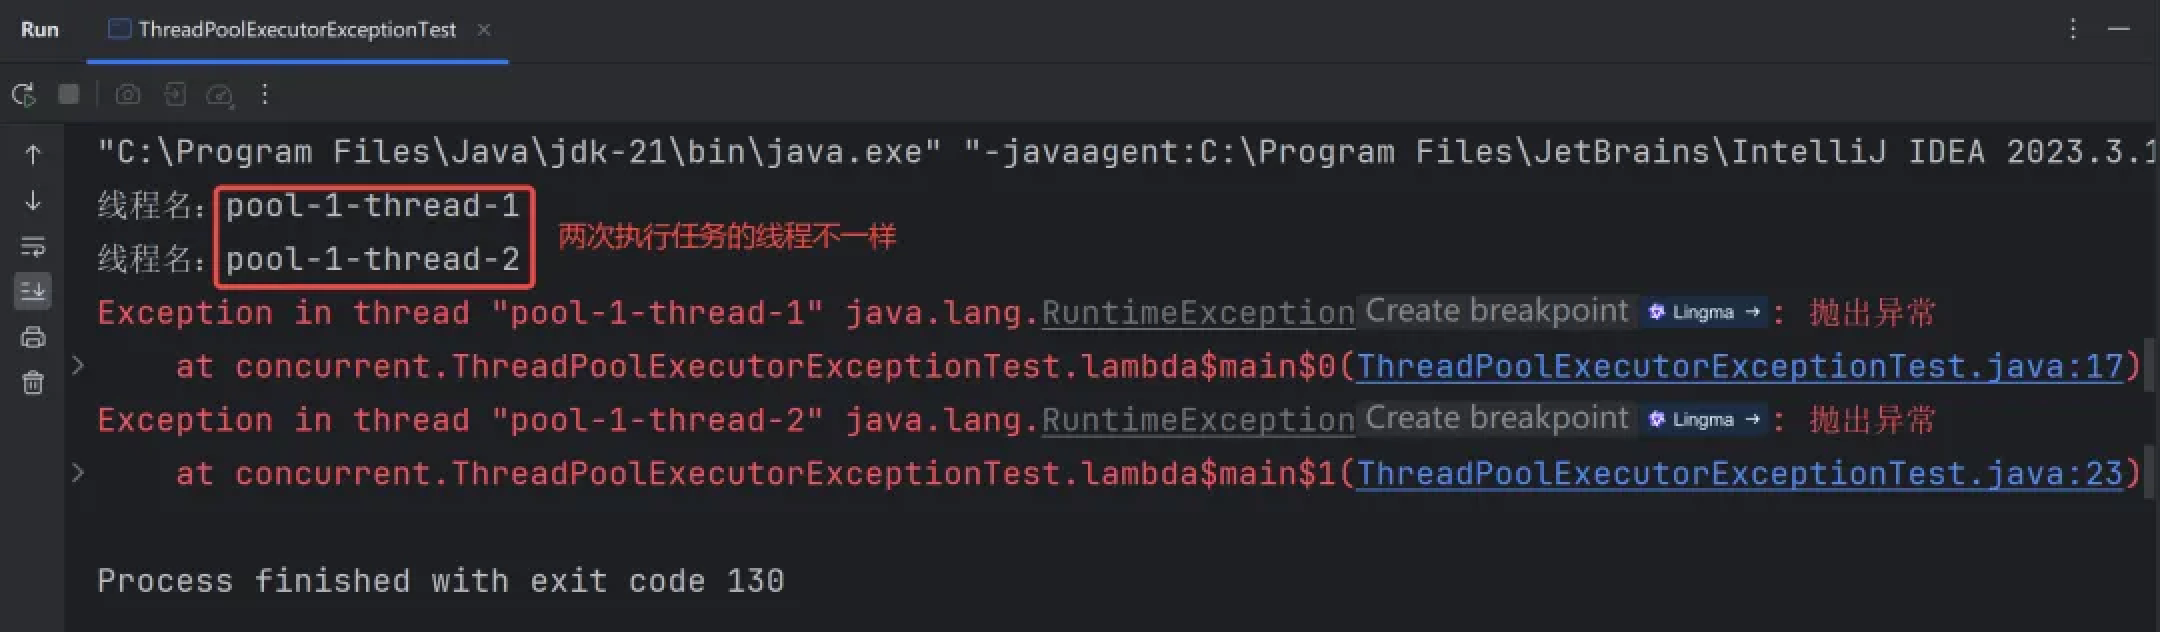 Run ThreadPoolExecutorExceptionTest
"C:\Program Files\Java\jdk-21\bin\java.exe" "-javaagent:C:\Program Files\JetBrains\IntelliJ IDEA 2023.3.1
线程名：pool-1-thread-1
两次执行任务的线程不一样
线程名：pool-1-thread-2
Exception in thread "pool-1-thread-1" java.lang.RuntimeException Create breakpoint Lingma → : 抛出异常
at concurrent.ThreadPoolExecutorExceptionTest.lambda$main$0(ThreadPoolExecutorExceptionTest.java:17)
Exception in thread "pool-1-thread-2" java.lang.RuntimeException Create breakpoint Lingma → : 抛出异常
at concurrent.ThreadPoolExecutorExceptionTest.lambda$main$1(ThreadPoolExecutorExceptionTest.java:23)
Process finished with exit code 130